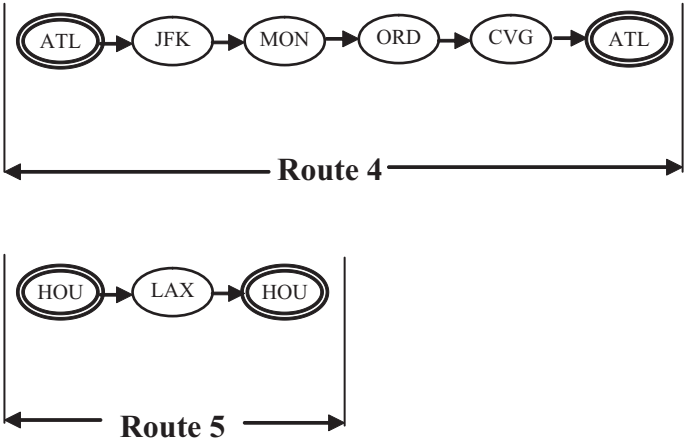 ATL JFK MON ORD CVG ATL
Route 4
HOU LAX HOU
Route 5